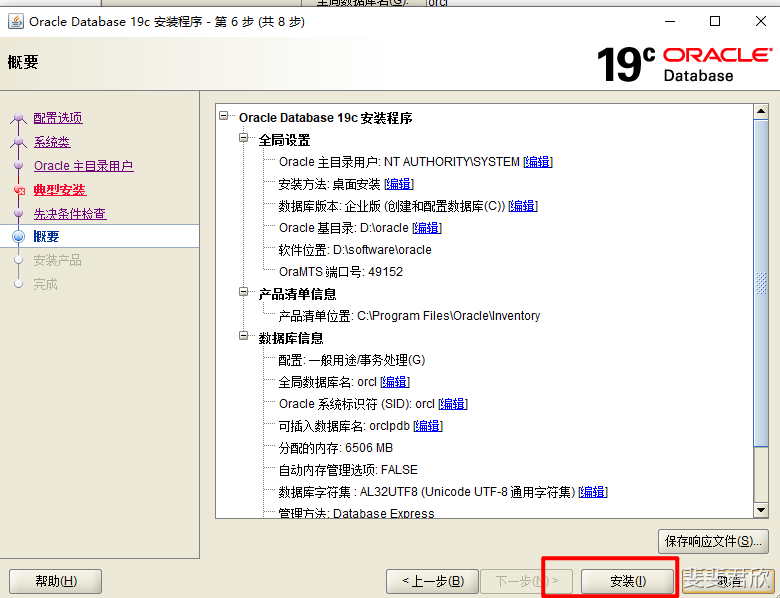 全局数据库名(G): orcl
Oracle Database 19c 安装程序 - 第 6 步 (共 8 步)
概要
19c ORACLE
Database
配置选项
系统类
Oracle 主目录用户
典型安装
先决条件检查
概要
安装产品
完成
Oracle Database 19c 安装程序
全局设置
Oracle 主目录用户: NT AUTHORITY\SYSTEM [编辑]
安装方法: 桌面安装 [编辑]
数据库版本: 企业版 (创建和配置数据库(C)) [编辑]
Oracle 基目录: D:\oracle [编辑]
软件位置: D:\software\oracle
OraMTS 端口号: 49152
产品清单信息
产品清单位置: C:\Program Files\Oracle\Inventory
数据库信息
配置: 一般用途/事务处理(G)
全局数据库名: orcl [编辑]
Oracle 系统标识符 (SID): orcl [编辑]
可插入数据库名: orclpdb [编辑]
分配的内存: 6506 MB
自动内存管理选项: FALSE
数据库字符集 : AL32UTF8 (Unicode UTF-8 通用字符集) [编辑]
管理方法: Database Express
保存响应文件(S)...
帮助(H)
< 上一步(B)
下一步(N) >
安装(I)
取消
斐斐君欣